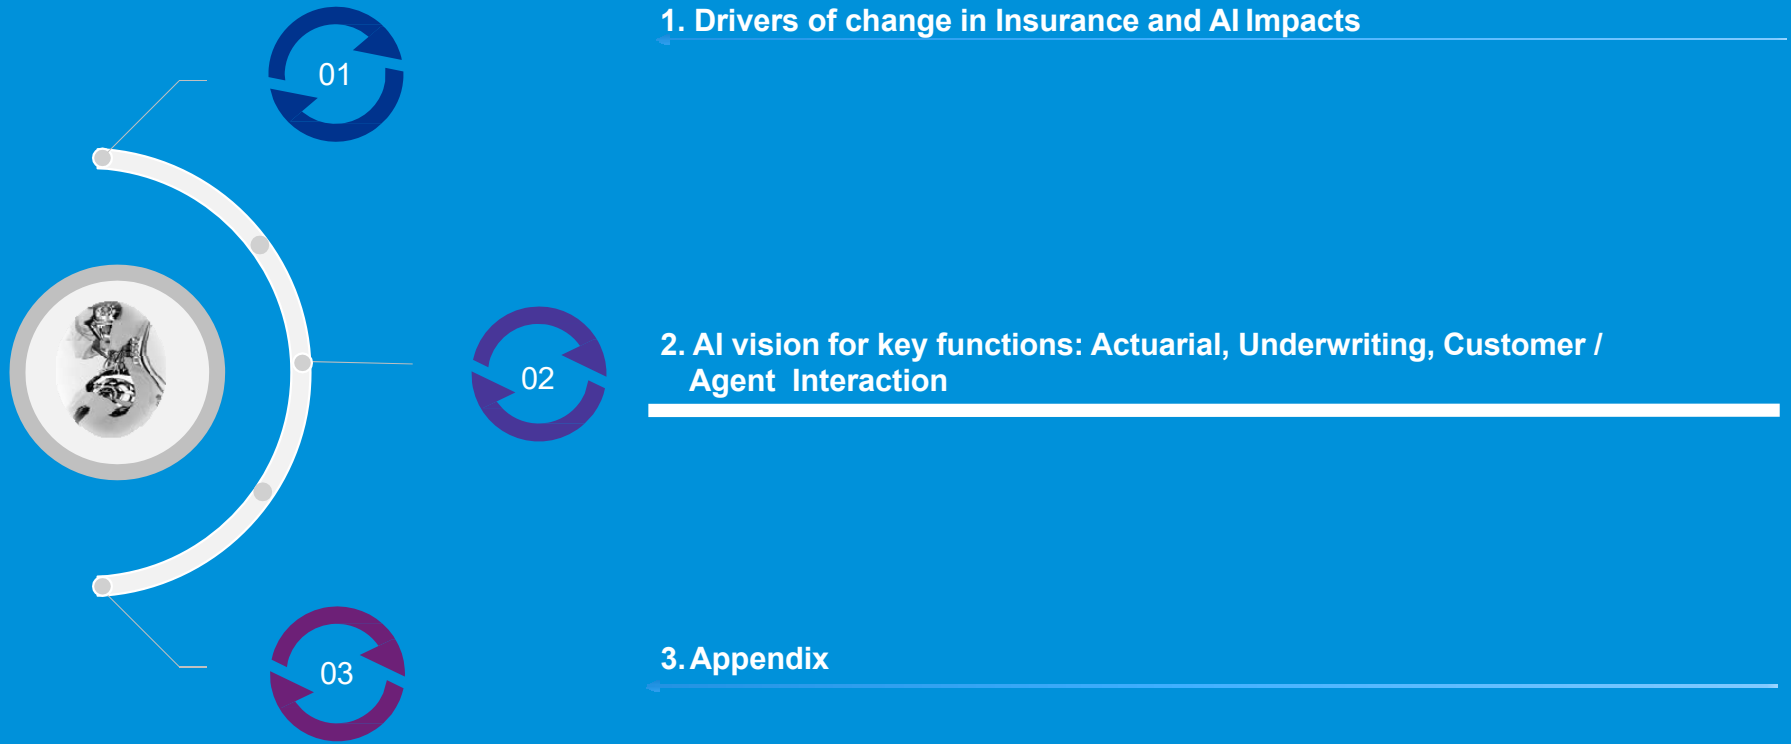 1. Drivers of change in Insurance and AI Impacts
01
2. AI vision for key functions: Actuarial, Underwriting, Customer /
Agent Interaction
02
3. Appendix
03